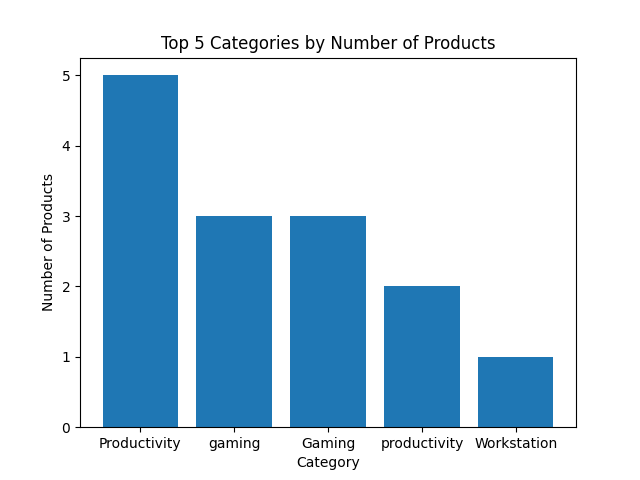 Top 5 Categories by Number of Products
Number of Products
5
4
3
2
1
0
Productivity gaming Gaming productivity Workstation
Category